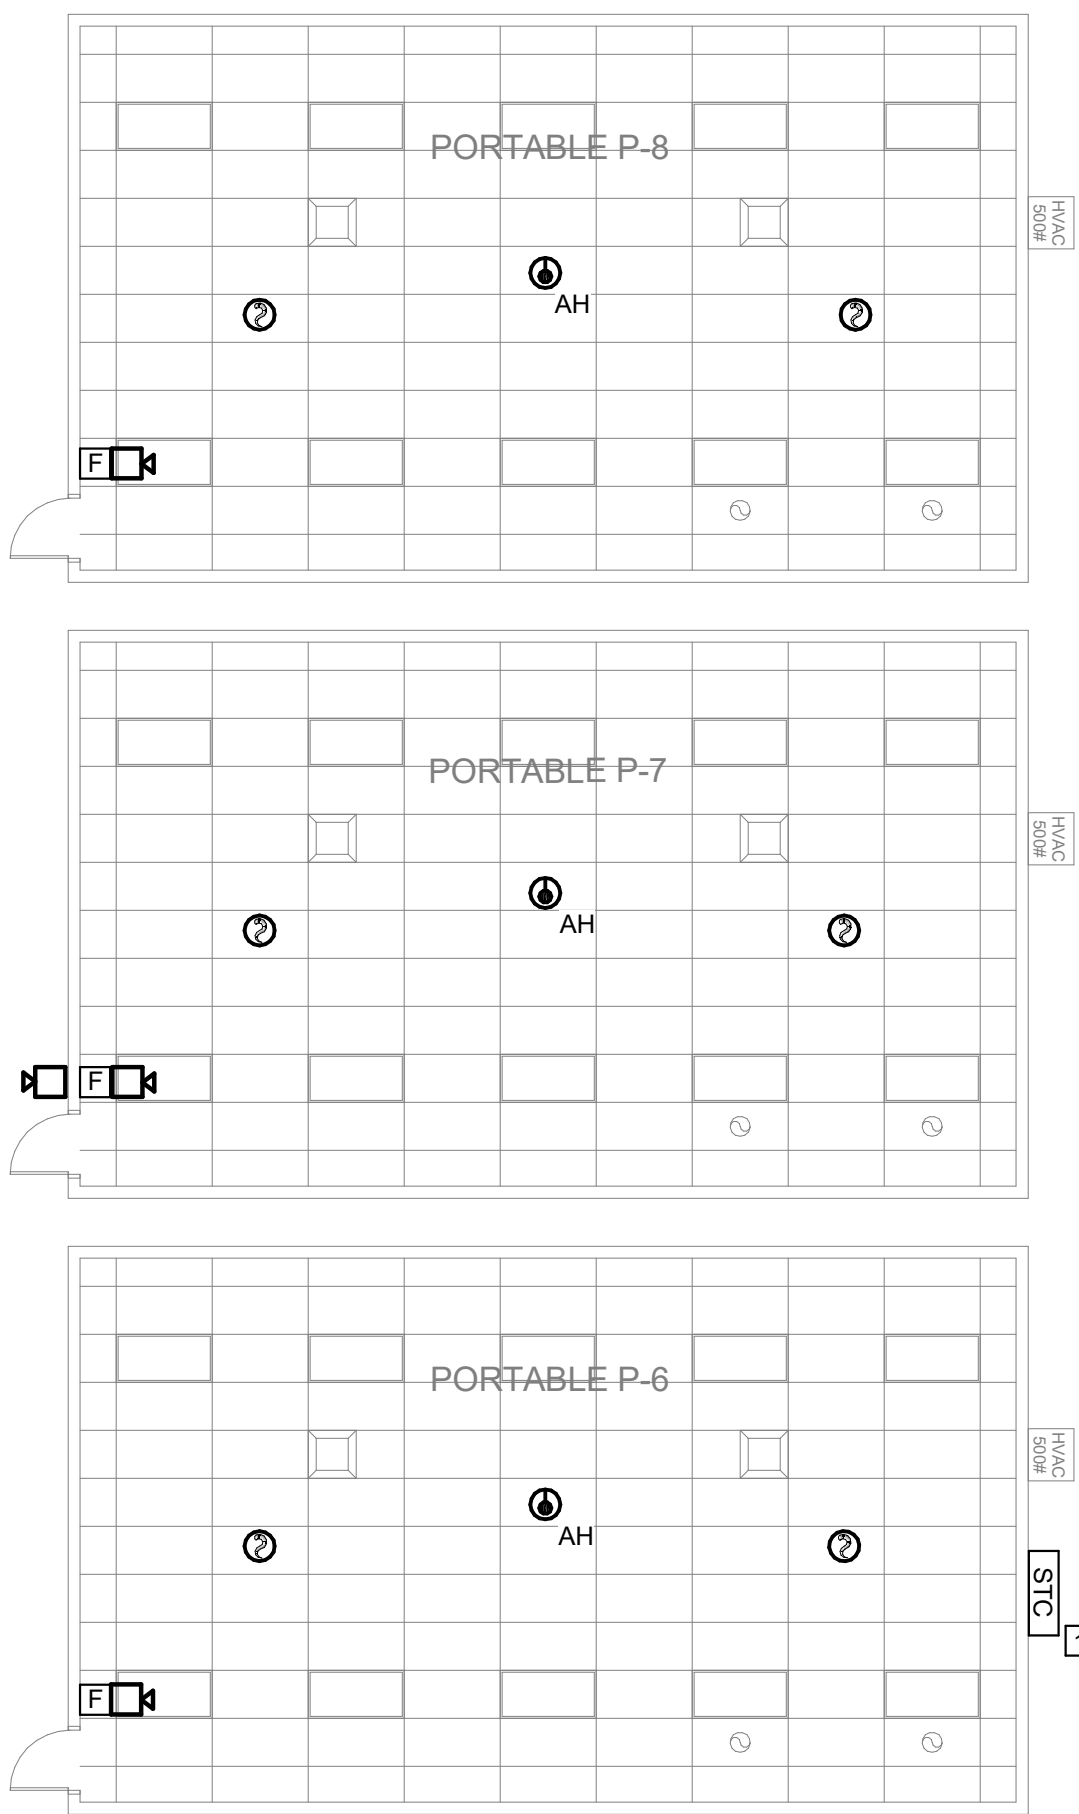 PORTABLE P-8
HVAC
500#
AH
F
PORTABLE P-7
HVAC
500#
AH
F
PORTABLE P-6
HVAC
500#
AH
STC
F